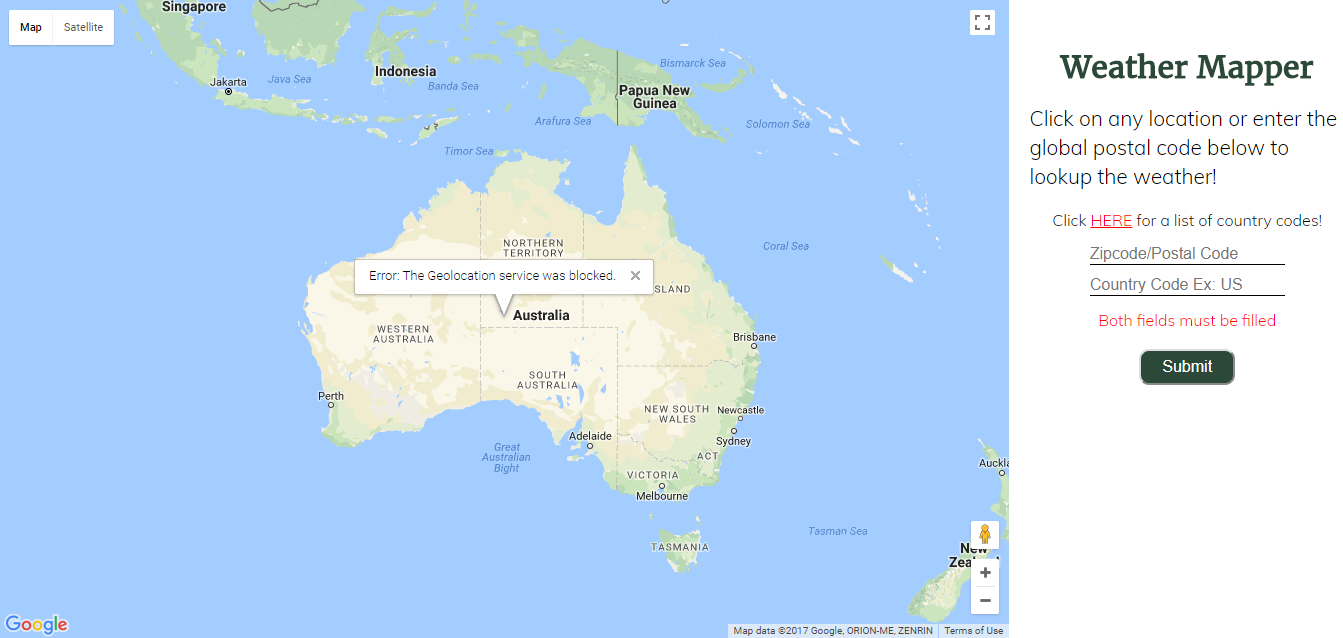 Map Satellite
Singapore
Jakarta
Java Sea
Indonesia
Banda Sea
Bismarck Sea
Papua New
Guinea
Arafura Sea
Solomon Sea
Timor Sea
NORTHERN
TERRITORY
Coral Sea
Error: The Geolocation service was blocked.
SLAND
Australia
WESTERN
AUSTRALIA
Brisbane
SOUTH
AUSTRALIA
Perth
NEW SOUTH
WALES
Newcastle
Adelaide
Sydney
Great
Australian
Bight
ACT
Auckla
VICTORIA
Melbourne
Tasman Sea
TASMANIA
New
Zeal
Google
Map data ©2017 Google, ORION-ME, ZENRIN Terms of Use
Weather Mapper
Click on any location or enter the
global postal code below to
lookup the weather!
Click HERE for a list of country codes!
Zipcode/Postal Code
Country Code Ex: US
Both fields must be filled
Submit